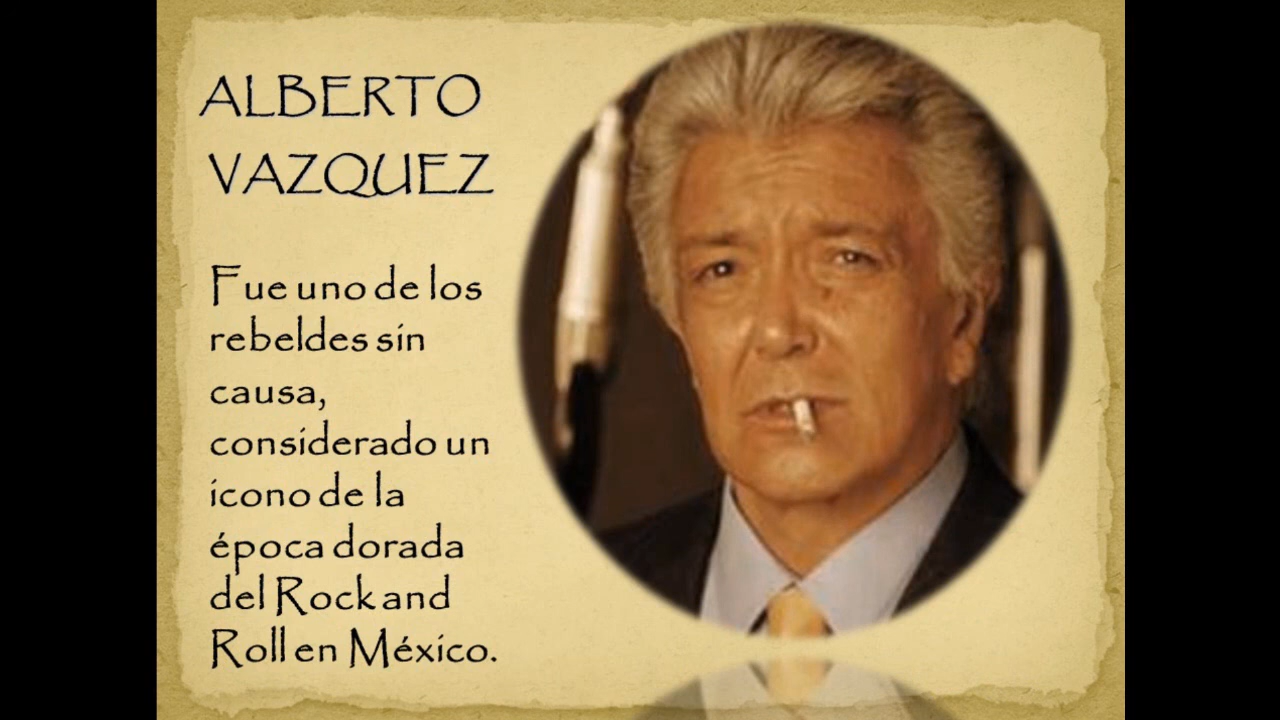 ALBERTO
VAZQUEZ
Fue uno de los
rebeldes sin
causa,
considerado un
icono de la
época dorada
del Rock and
Roll en México.